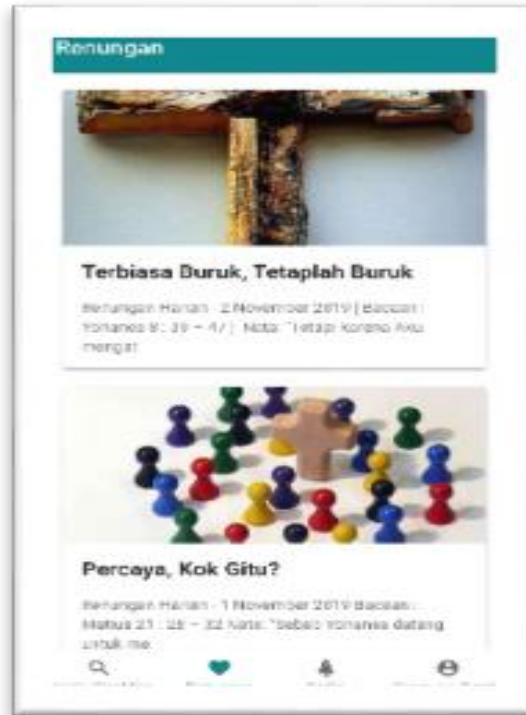 Renungan
Terbiasa Buruk, Tetaplah Buruk
Renungan Harian - 2 November 2019 | Bacaan :
Yohanes 8 : 39 – 47 | Nats: "Tetapi karena Aku
mengat
Percaya, Kok Gitu?
Renungan Harian - 1 November 2019 Bacaan :
Matius 21 : 28 – 32 Nats: "Sebab Yohanes datang
untuk me